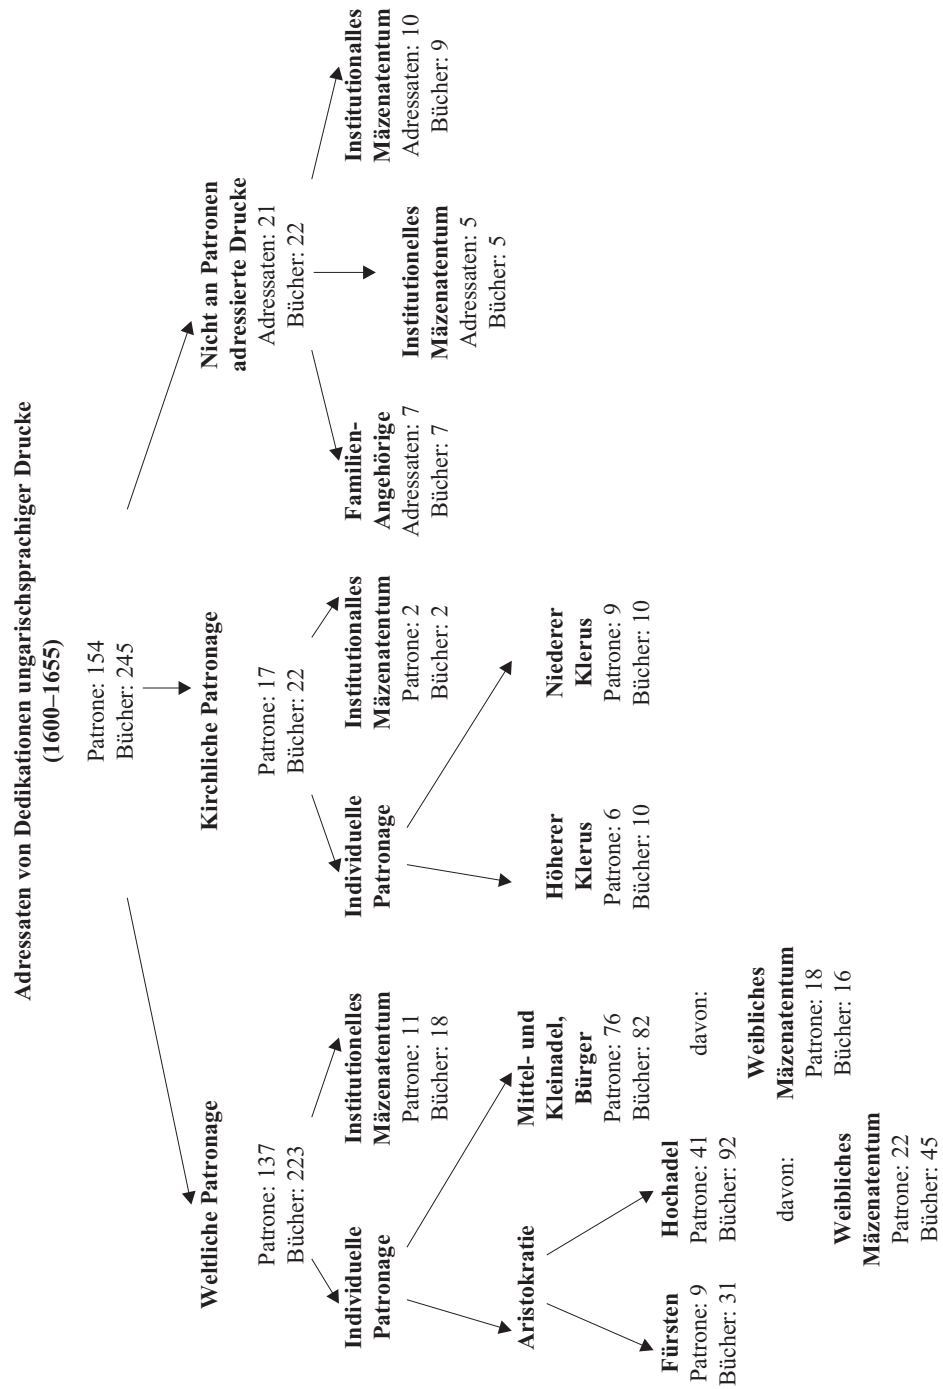 Adressaten von Dedikationen ungarischsprachiger Drucke
(1600–1655)
Patrone: 154
Bücher: 245
Weltliche Patronage
Patrone: 137
Bücher: 223
Individuelle
Patronage
Aristokratie
Fürsten
Patrone: 9
Bücher: 31
Hochadel
Patrone: 41
Bücher: 92
davon:
Weibliches
Mäzenatentum
Patrone: 22
Bücher: 45
Mittel- und
Kleinadel,
Bürger
Patrone: 76
Bücher: 82
davon:
Weibliches
Mäzenatentum
Patrone: 18
Bücher: 16
Institutionelles
Mäzenatentum
Patrone: 11
Bücher: 18
Kirchliche Patronage
Patrone: 17
Bücher: 22
Individuelle
Patronage
Höherer
Klerus
Patrone: 6
Bücher: 10
Niederer
Klerus
Patrone: 9
Bücher: 10
Institutionalles
Mäzenatentum
Patrone: 2
Bücher: 2
Nicht an Patronen
adressierte Drucke
Adressaten: 21
Bücher: 22
Familien-
Angehörige
Adressaten: 7
Bücher: 7
Institutionelles
Mäzenatentum
Adressaten: 5
Bücher: 5
Institutionalles
Mäzenatentum
Adressaten: 10
Bücher: 9